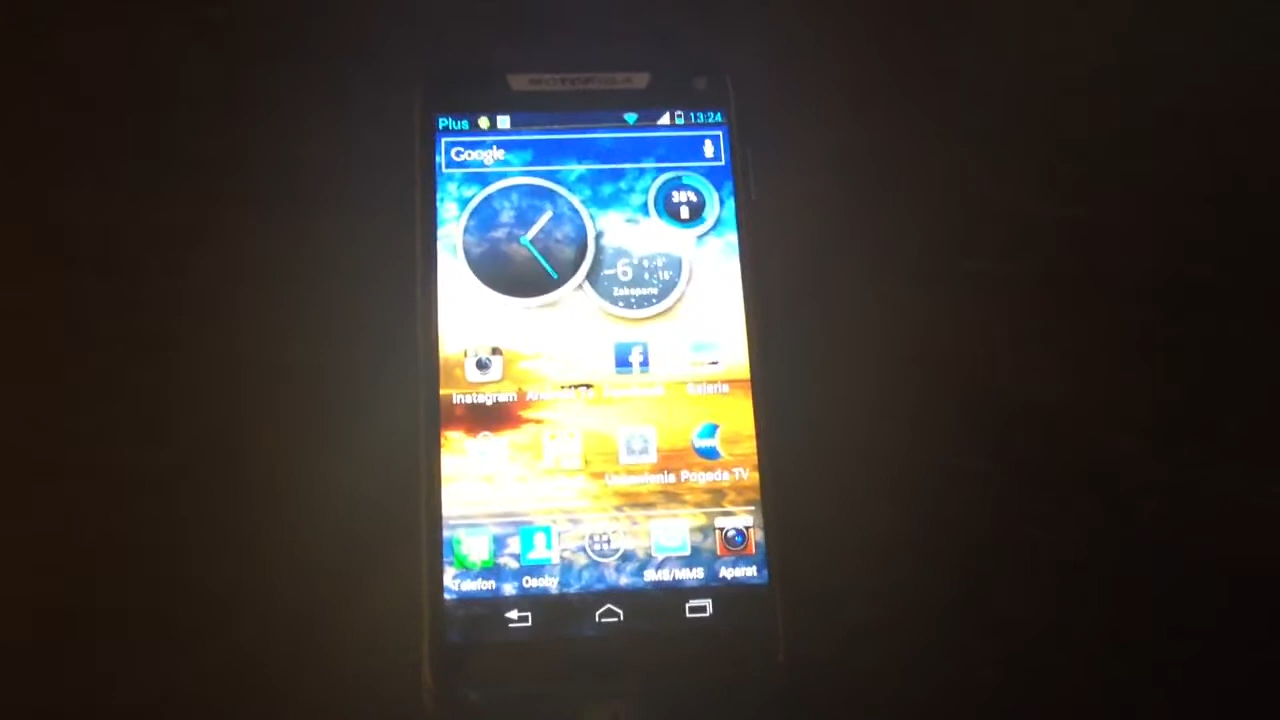 MOTOROLA
Plus 13:24
Google
38%
-6°
Zakopane
Instagram
Galeria
Ustawienia Pogoda TV
Telefon Osoby SMS/MMS Aparat